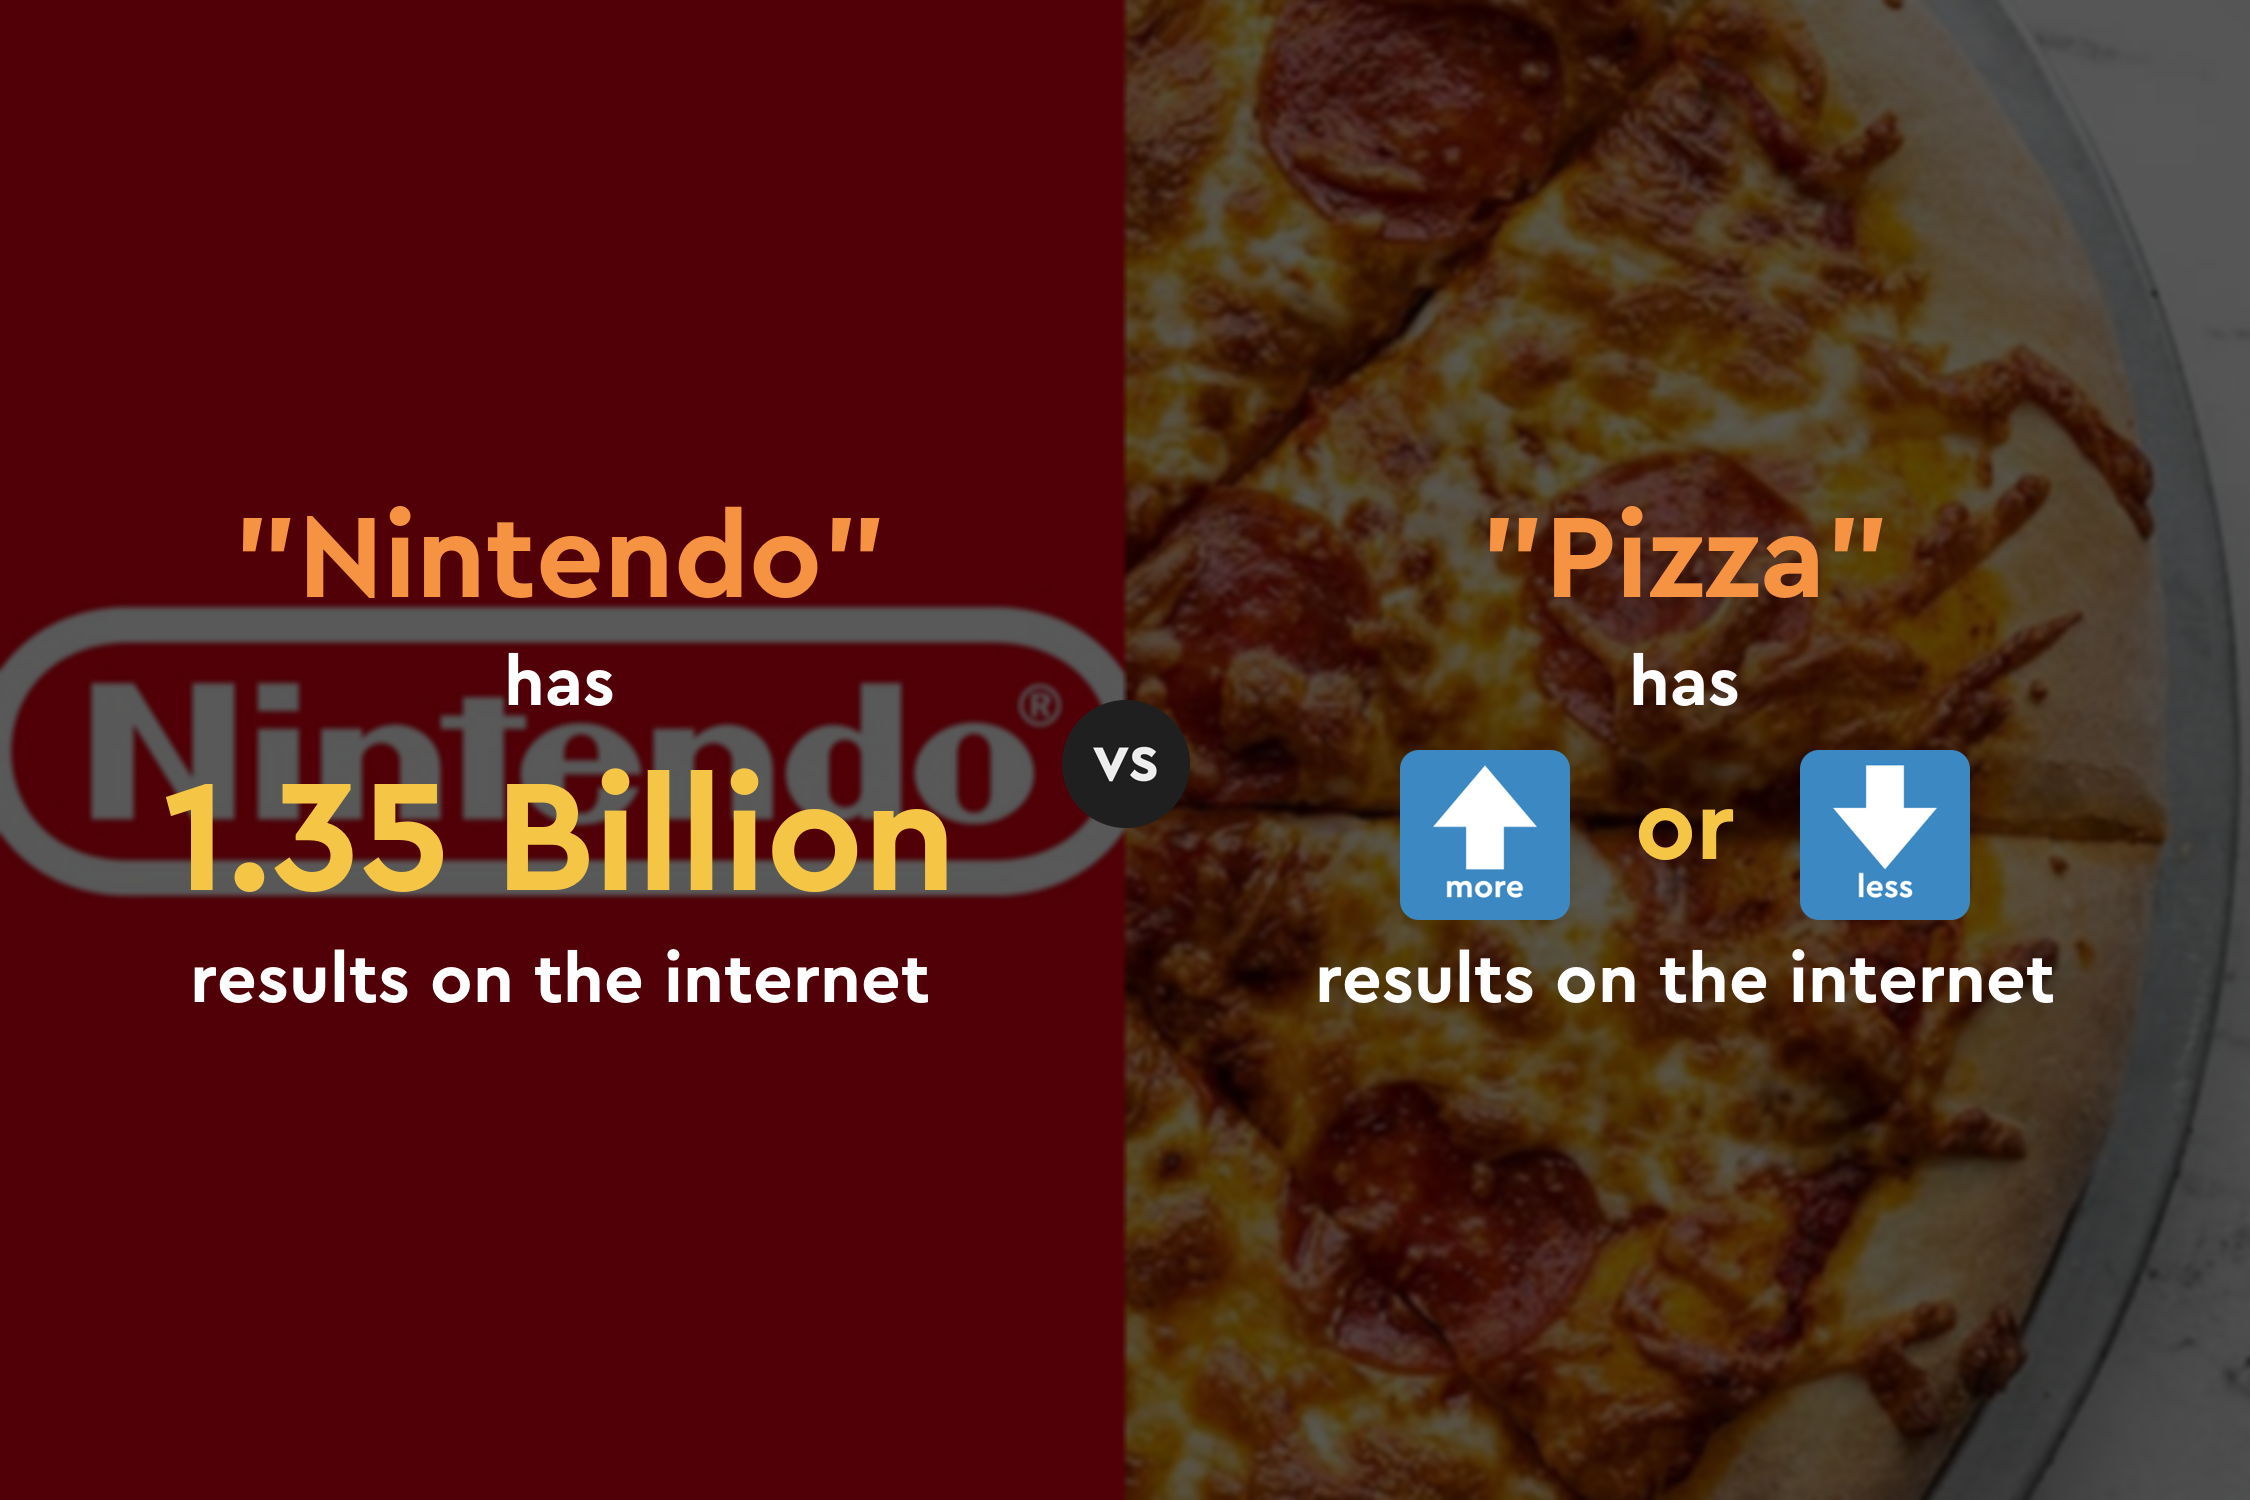 "Nintendo"
has
Nintendo®
1.35 Billion
results on the internet
vs
"Pizza"
has
more
or
less
results on the internet